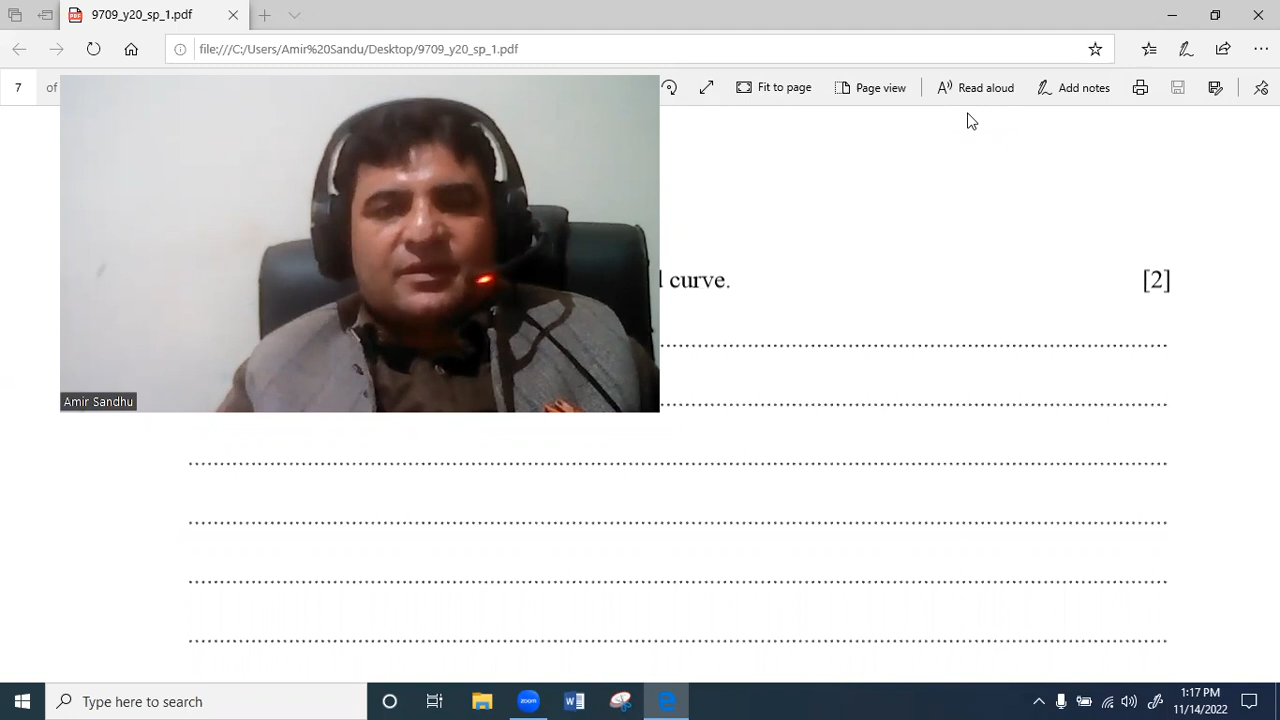 9709_y20_sp_1.pdf
file:///C:/Users/Amir%20Sandu/Desktop/9709_y20_sp_1.pdf
7 of
Fit to page
Page view
Read aloud
Add notes
curve. [2]
Amir Sandhu
Type here to search
zoom
1:17 PM
11/14/2022